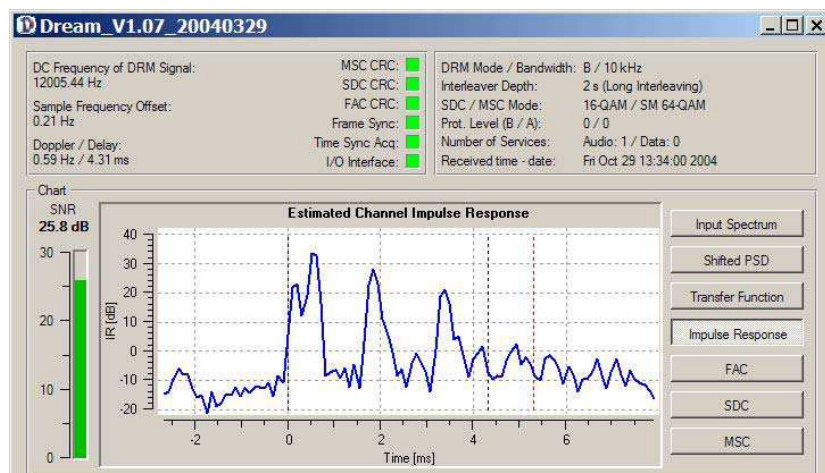 Dream_V1.07_20040329
DC Frequency of DRM Signal:
12005.44 Hz
Sample Frequency Offset:
0.21 Hz
Doppler / Delay:
0.59 Hz / 4.31 ms
MSC CRC:
SDC CRC:
FAC CRC:
Frame Sync:
Time Sync Acq:
I/O Interface:
DRM Mode / Bandwidth: B / 10 kHz
Interleaver Depth: 2 s (Long Interleaving)
SDC / MSC Mode: 16-QAM / SM 64-QAM
Prot. Level (B / A): 0 / 0
Number of Services: Audio: 1 / Data: 0
Received time - date: Fri Oct 29 13:34:00 2004
Chart
SNR
25.8 dB
30
20
10
0
Estimated Channel Impulse Response
IR [dB]
40
30
20
10
0
-10
-20
-2 0 2 4 6
Time [ms]
Input Spectrum
Shifted PSD
Transfer Function
Impulse Response
FAC
SDC
MSC